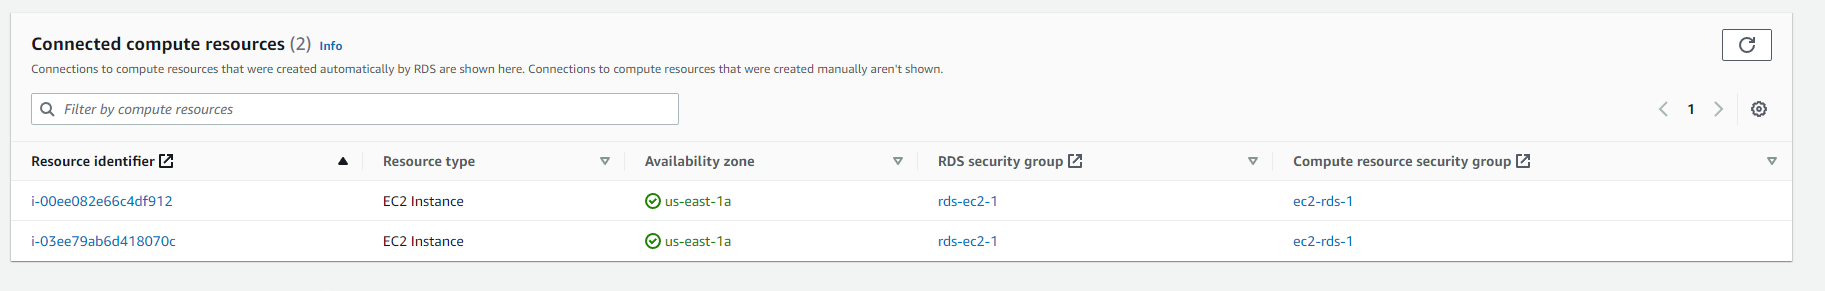 Connected compute resources (2) Info
Connections to compute resources that were created automatically by RDS are shown here. Connections to compute resources that were created manually aren't shown.
Filter by compute resources
1
Resource identifier Resource type Availability zone RDS security group Compute resource security group
i-00ee082e66c4df912 EC2 Instance us-east-1a rds-ec2-1 ec2-rds-1
i-03ee79ab6d418070c EC2 Instance us-east-1a rds-ec2-1 ec2-rds-1